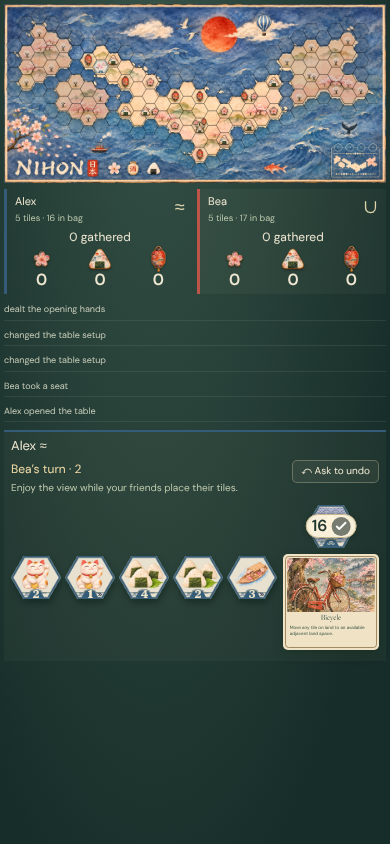 NIHON 日本
Alex
5 tiles · 16 in bag
0 gathered
0 0 0
Bea
5 tiles · 17 in bag
0 gathered
0 0 0
dealt the opening hands
changed the table setup
changed the table setup
Bea took a seat
Alex opened the table
Alex ≈
Bea's turn · 2
Ask to undo
Enjoy the view while your friends place their tiles.
16
2 1 4 2 3
Bicycle
Move any tile on land to an available
adjacent land space.